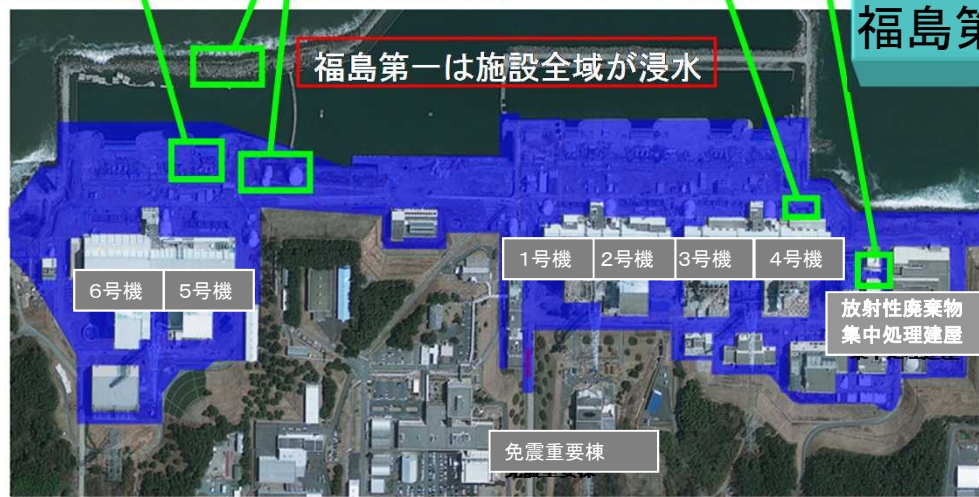 福島第
福島第一は施設全域が浸水
1号機
2号機
3号機
4号機
6号機
5号機
放射性廃棄物
集中処理建屋
免震重要棟